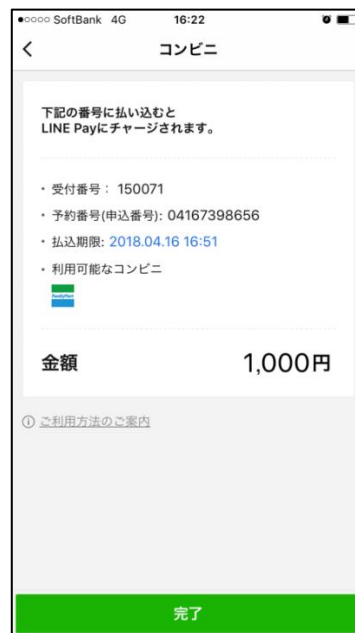 SoftBank 4G 16:22
コンビニ
下記の番号に払い込むと
LINE Payにチャージされます。
・受付番号： 150071
・予約番号(申込番号): 04167398656
・払込期限: 2018.04.16 16:51
・利用可能なコンビニ
FamilyMart
金額 1,000円
ご利用方法のご案内
完了